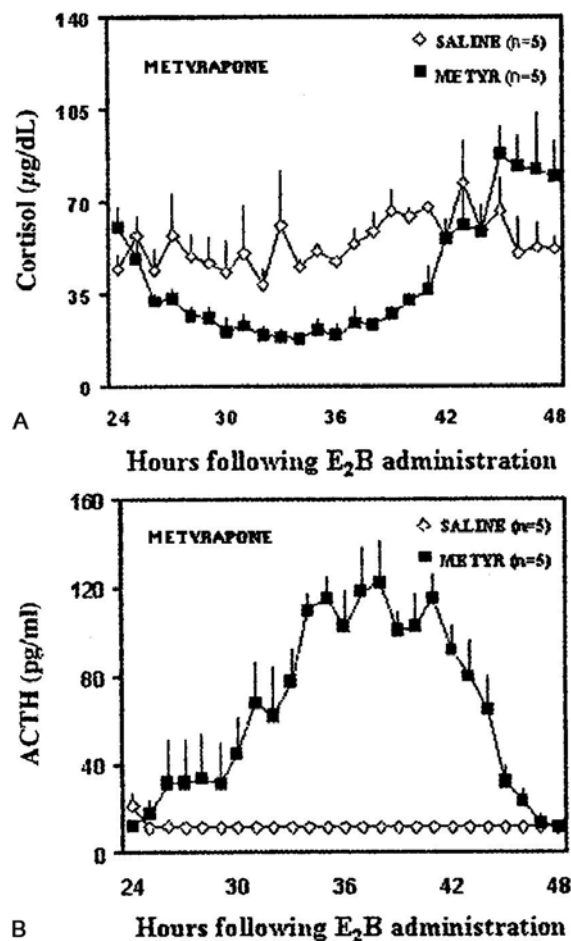 140
105
70
35
0
Cortisol (µg/dL)
METYRAPONE
SALINE (n=5)
METYR (n=5)
24 30 36 42 48
A
Hours following E₂B administration
160
120
80
40
0
ACTH (pg/ml)
METYRAPONE
SALINE (n=5)
METYR (n=5)
24 30 36 42 48
B
Hours following E₂B administration